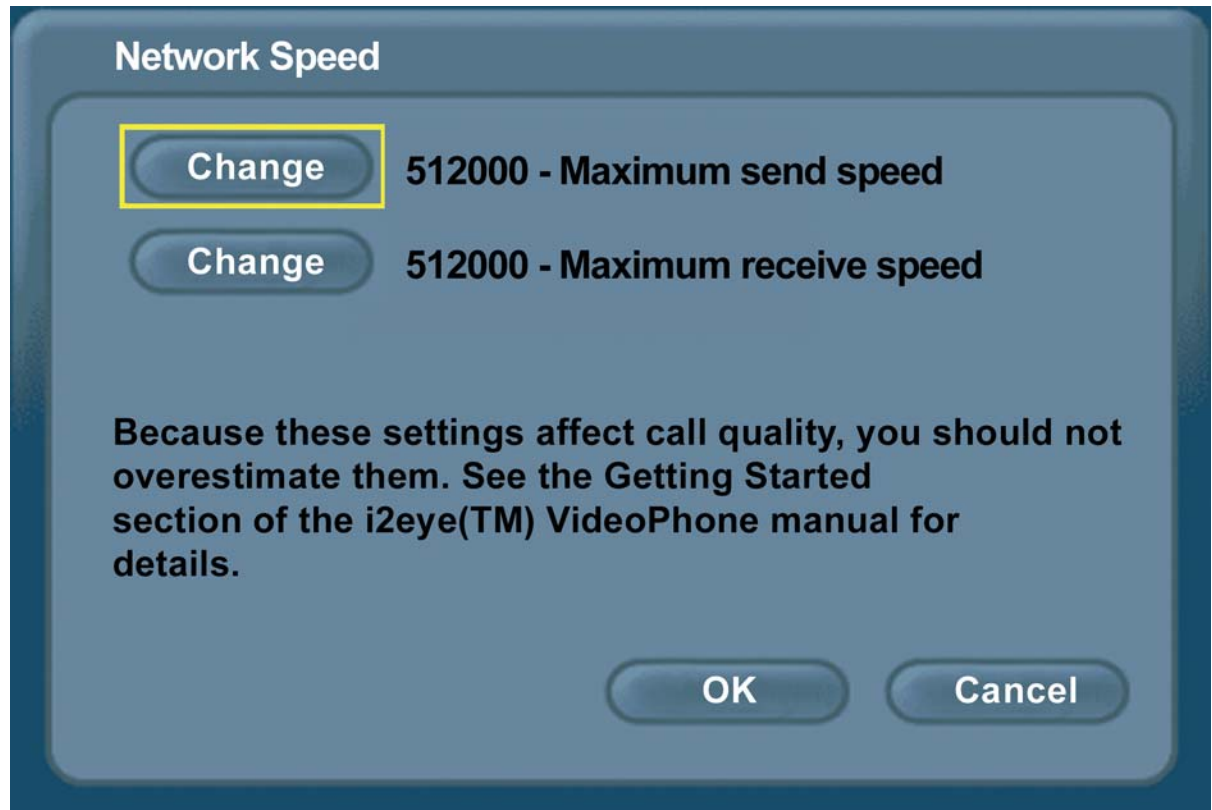 Network Speed
Change 512000 - Maximum send speed
Change 512000 - Maximum receive speed
Because these settings affect call quality, you should not
overestimate them. See the Getting Started
section of the i2eye(TM) VideoPhone manual for
details.
OK Cancel